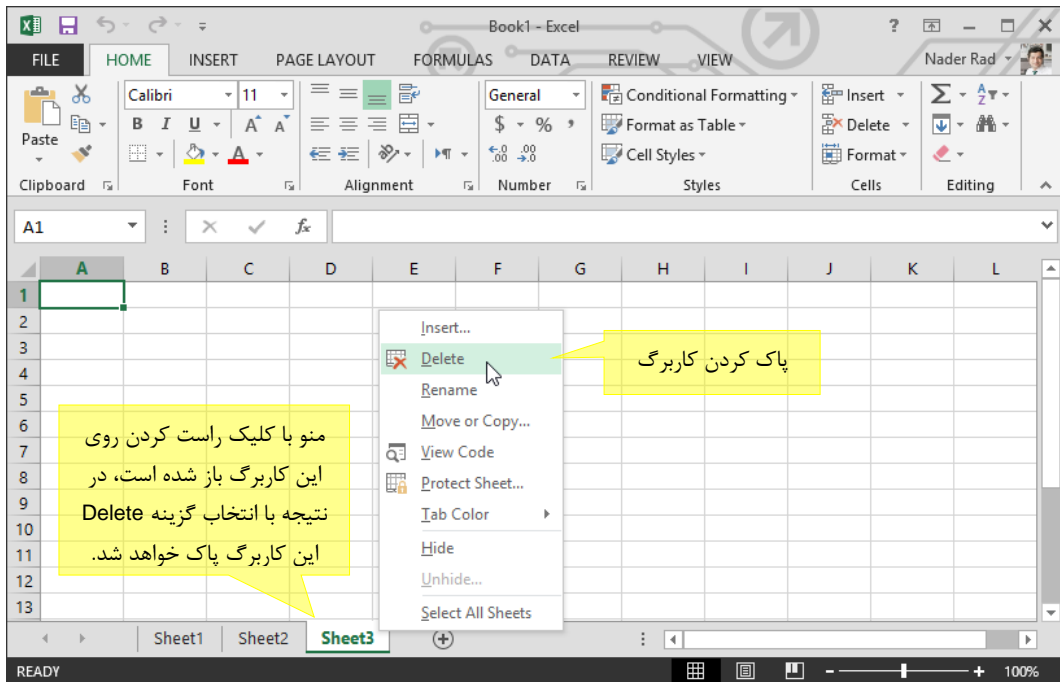 Book1 - Excel
FILE HOME INSERT PAGE LAYOUT FORMULAS DATA REVIEW VIEW Nader Rad
Calibri 11 General Conditional Formatting Insert
Paste B I U A A $ % , Format as Table Delete
A Cell Styles Format
Clipboard Font Alignment Number Styles Cells Editing
A1 fx
A B C D E F G H I J K L
1
2
3
4
5
6
7
8
9
10
11
12
13
Insert...
Delete
Rename
Move or Copy...
View Code
Protect Sheet...
Tab Color
Hide
Unhide...
Select All Sheets
پاک کردن کاربرگ
منو با کلیک راست کردن روی
این کاربرگ باز شده است، در
نتیجه با انتخاب گزینه Delete
این کاربرگ پاک خواهد شد.
Sheet1 Sheet2 Sheet3
READY 100%